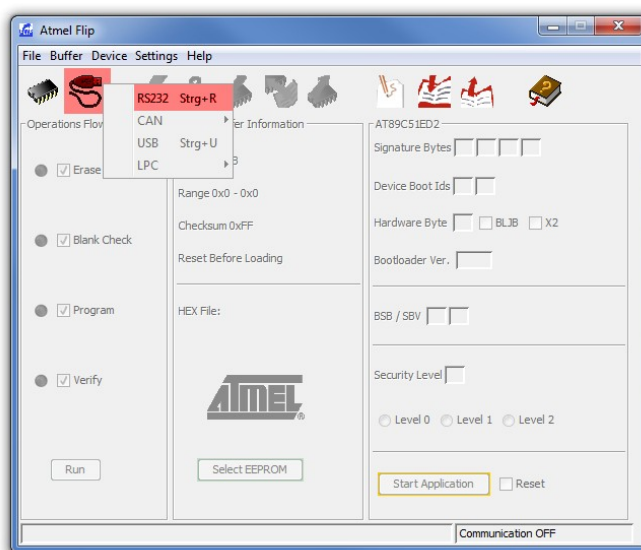 Atmel Flip
File Buffer Device Settings Help
RS232 Strg+R
CAN
USB Strg+U
LPC
Operations Flow
Erase
Blank Check
Program
Verify
Run
Information
Range 0x0 - 0x0
Checksum 0xFF
Reset Before Loading
HEX File:
ATMEL®
Select EEPROM
AT89C51ED2
Signature Bytes
Device Boot Ids
Hardware Byte BLJB X2
Bootloader Ver.
BSB / SBV
Security Level
Level 0 Level 1 Level 2
Start Application Reset
Communication OFF